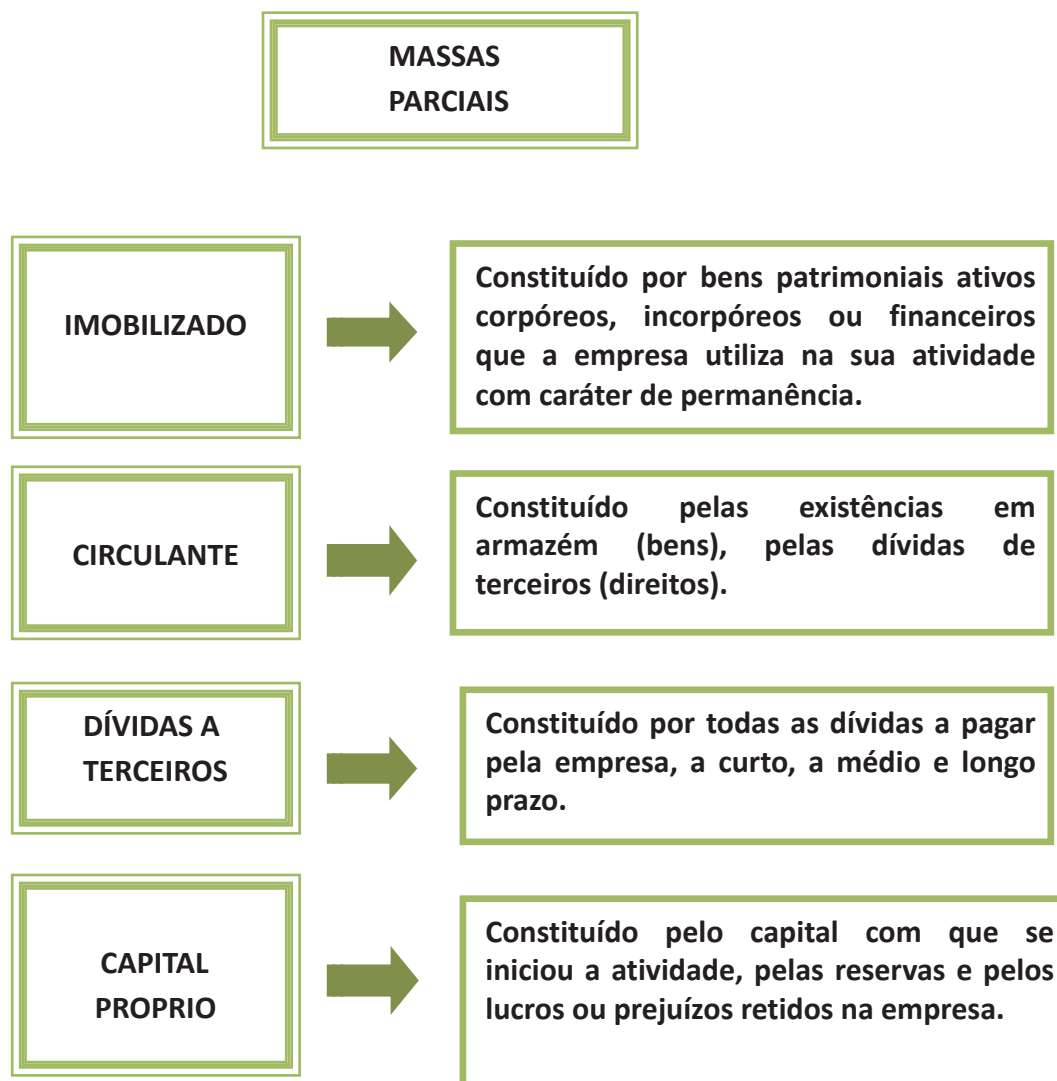 MASSAS
PARCIAIS
IMOBILIZADO
Constituído por bens patrimoniais ativos
corpóreos, incorpóreos ou financeiros
que a empresa utiliza na sua atividade
com caráter de permanência.
CIRCULANTE
Constituído pelas existências em
armazém (bens), pelas dívidas de
terceiros (direitos).
DÍVIDAS A
TERCEIROS
Constituído por todas as dívidas a pagar
pela empresa, a curto, a médio e longo
prazo.
CAPITAL
PROPRIO
Constituído pelo capital com que se
iniciou a atividade, pelas reservas e pelos
lucros ou prejuízos retidos na empresa.